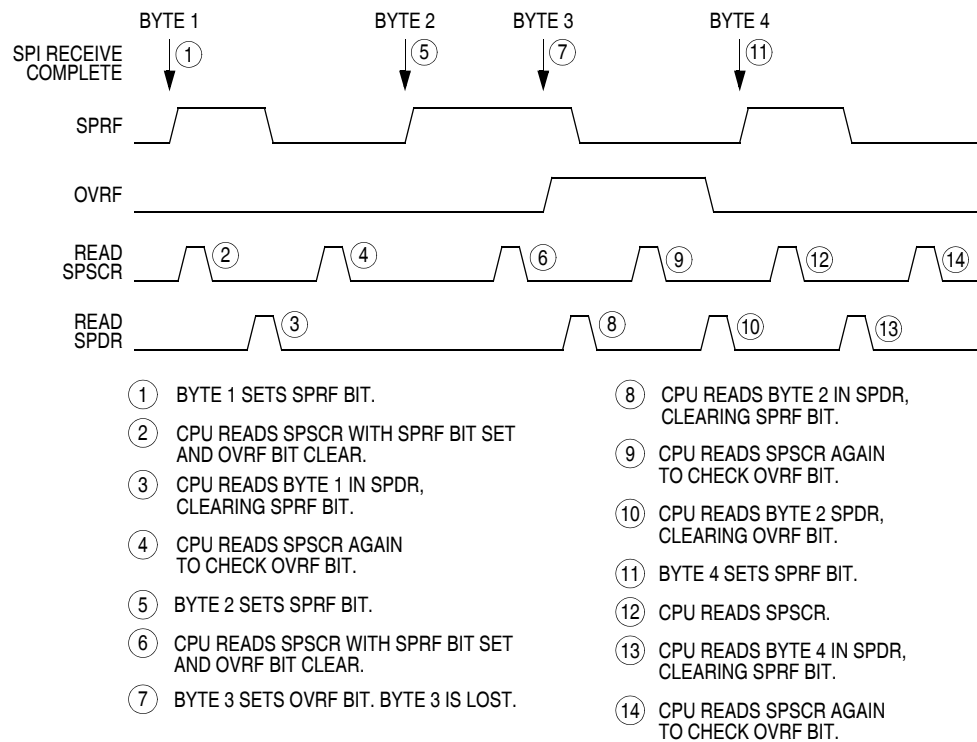 BYTE 1 BYTE 2 BYTE 3 BYTE 4
SPI RECEIVE
COMPLETE
1 5 7 11
SPRF
OVRF
READ
SPSCR
2 4 6 9 12 14
READ
SPDR
3 8 10 13
1 BYTE 1 SETS SPRF BIT.
2 CPU READS SPSCR WITH SPRF BIT SET
AND OVRF BIT CLEAR.
3 CPU READS BYTE 1 IN SPDR,
CLEARING SPRF BIT.
4 CPU READS SPSCR AGAIN
TO CHECK OVRF BIT.
5 BYTE 2 SETS SPRF BIT.
6 CPU READS SPSCR WITH SPRF BIT SET
AND OVRF BIT CLEAR.
7 BYTE 3 SETS OVRF BIT. BYTE 3 IS LOST.
8 CPU READS BYTE 2 IN SPDR,
CLEARING SPRF BIT.
9 CPU READS SPSCR AGAIN
TO CHECK OVRF BIT.
10 CPU READS BYTE 2 SPDR,
CLEARING OVRF BIT.
11 BYTE 4 SETS SPRF BIT.
12 CPU READS SPSCR.
13 CPU READS BYTE 4 IN SPDR,
CLEARING SPRF BIT.
14 CPU READS SPSCR AGAIN
TO CHECK OVRF BIT.